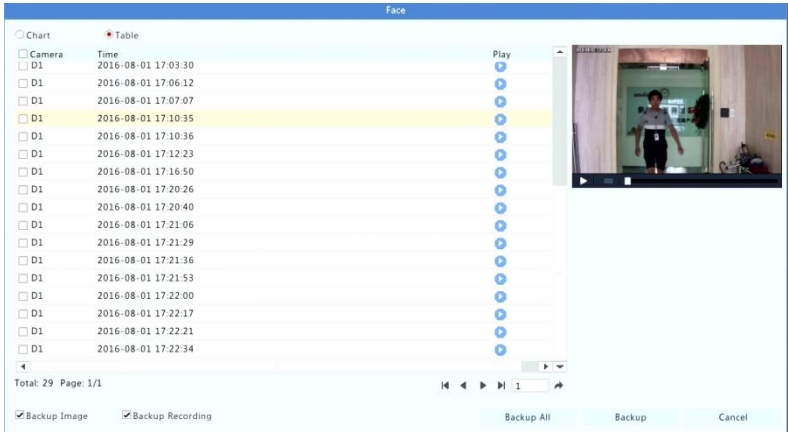 Face
Chart Table
Camera Time Play
D1 2016-08-01 17:03:30
D1 2016-08-01 17:06:12
D1 2016-08-01 17:07:07
D1 2016-08-01 17:10:35
D1 2016-08-01 17:10:36
D1 2016-08-01 17:12:23
D1 2016-08-01 17:16:50
D1 2016-08-01 17:20:26
D1 2016-08-01 17:20:40
D1 2016-08-01 17:21:06
D1 2016-08-01 17:21:29
D1 2016-08-01 17:21:36
D1 2016-08-01 17:21:53
D1 2016-08-01 17:22:00
D1 2016-08-01 17:22:17
D1 2016-08-01 17:22:21
D1 2016-08-01 17:22:34
Total: 29 Page: 1/1 1
Backup Image Backup Recording Backup All Backup Cancel